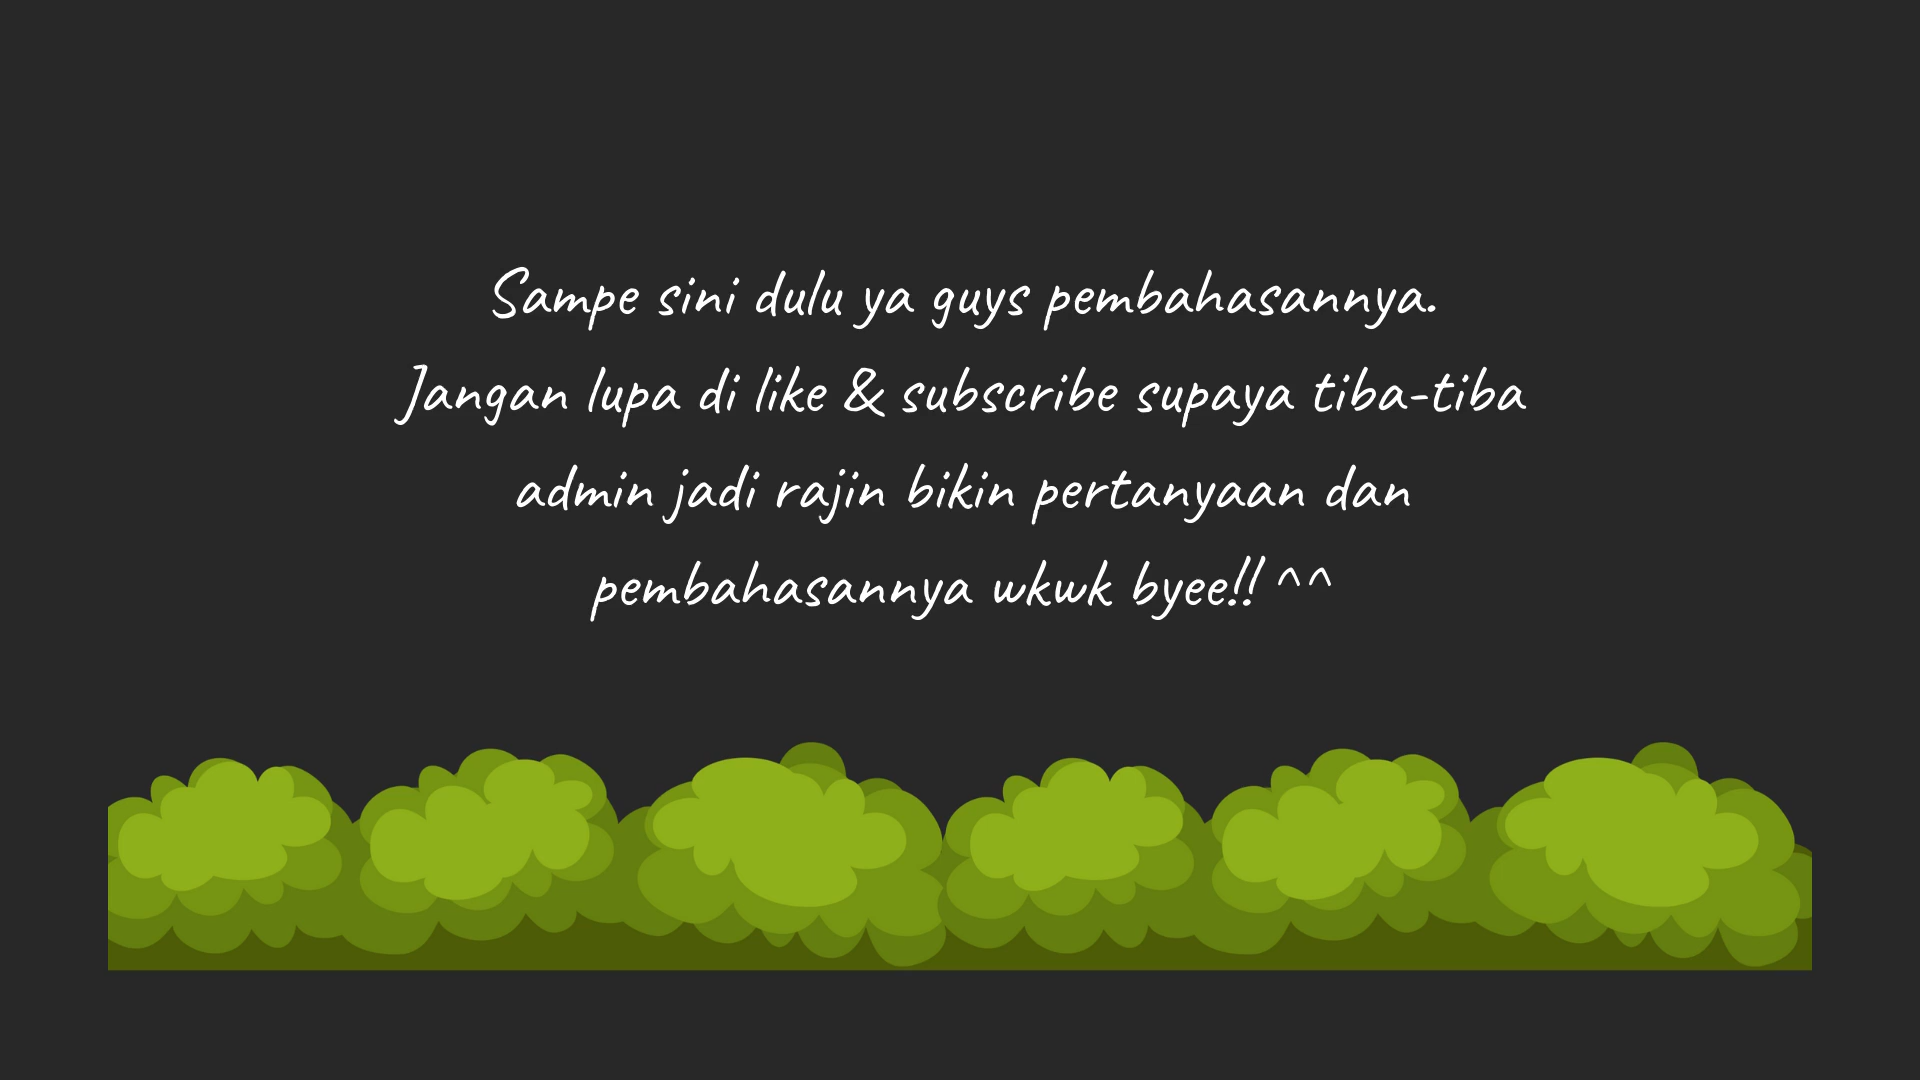 Sampe sini dulu ya guys pembahasannya.
Jangan lupa di like & subscribe supaya tiba-tiba
admin jadi rajin bikin pertanyaan dan
pembahasannya wkwk byee!! ^^